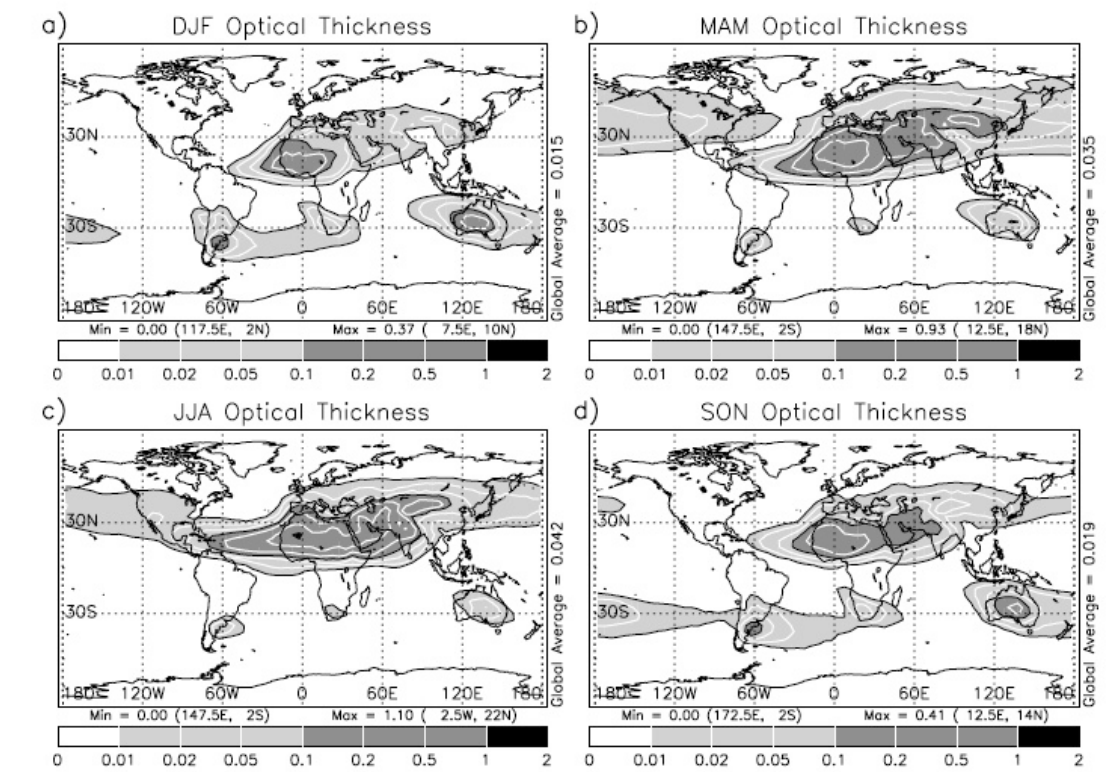 a) DJF Optical Thickness
30N
30S
180S 120W 60W 0 60E 120E 180
Global Average = 0.015
Min = 0.00 (117.5E, 2N) Max = 0.37 ( 7.5E, 10N)
0 0.01 0.02 0.05 0.1 0.2 0.5 1 2
b) MAM Optical Thickness
30N
30S
180S 120W 60W 0 60E 120E 180
Global Average = 0.035
Min = 0.00 (147.5E, 2S) Max = 0.93 ( 12.5E, 18N)
0 0.01 0.02 0.05 0.1 0.2 0.5 1 2
c) JJA Optical Thickness
30N
30S
180S 120W 60W 0 60E 120E 180
Global Average = 0.042
Min = 0.00 (147.5E, 2S) Max = 1.10 ( 2.5W, 22N)
0 0.01 0.02 0.05 0.1 0.2 0.5 1 2
d) SON Optical Thickness
30N
30S
180S 120W 60W 0 60E 120E 180
Global Average = 0.019
Min = 0.00 (172.5E, 2S) Max = 0.41 ( 12.5E, 14N)
0 0.01 0.02 0.05 0.1 0.2 0.5 1 2